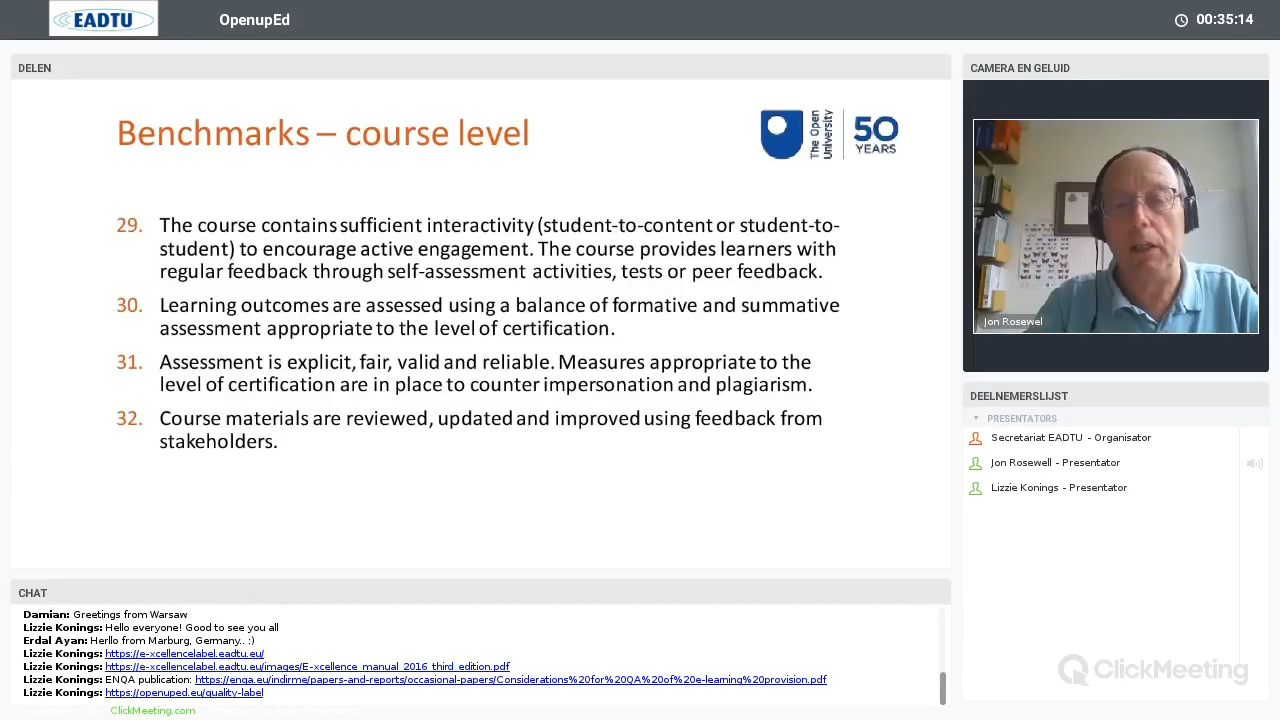 EADTU
OpenupEd
00:35:14
DELEN
Benchmarks – course level
The Open
University
50
YEARS
29. The course contains sufficient interactivity (student-to-content or student-to-
student) to encourage active engagement. The course provides learners with
regular feedback through self-assessment activities, tests or peer feedback.
30. Learning outcomes are assessed using a balance of formative and summative
assessment appropriate to the level of certification.
31. Assessment is explicit, fair, valid and reliable. Measures appropriate to the
level of certification are in place to counter impersonation and plagiarism.
32. Course materials are reviewed, updated and improved using feedback from
stakeholders.
CAMERA EN GELUID
Jon Rosewel
DEELNEMERSLIJST
PRESENTATORS
Secretariat EADTU - Organisator
Jon Rosewell - Presentator
Lizzie Konings - Presentator
CHAT
Damian: Greetings from Warsaw
Lizzie Konings: Hello everyone! Good to see you all
Erdal Ayan: Herllo from Marburg, Germany.. :)
Lizzie Konings: https://e-xcellencelabel.eadtu.eu/
Lizzie Konings: https://e-xcellencelabel.eadtu.eu/images/E-xcellence_manual_2016_third_edition.pdf
Lizzie Konings: ENQA publication: https://enqa.eu/indirme/papers-and-reports/occasional-papers/Considerations%20for%20QA%20of%20e-learning%20provision.pdf
Lizzie Konings: https://openuped.eu/quality-label
ClickMeeting.com
ClickMeeting